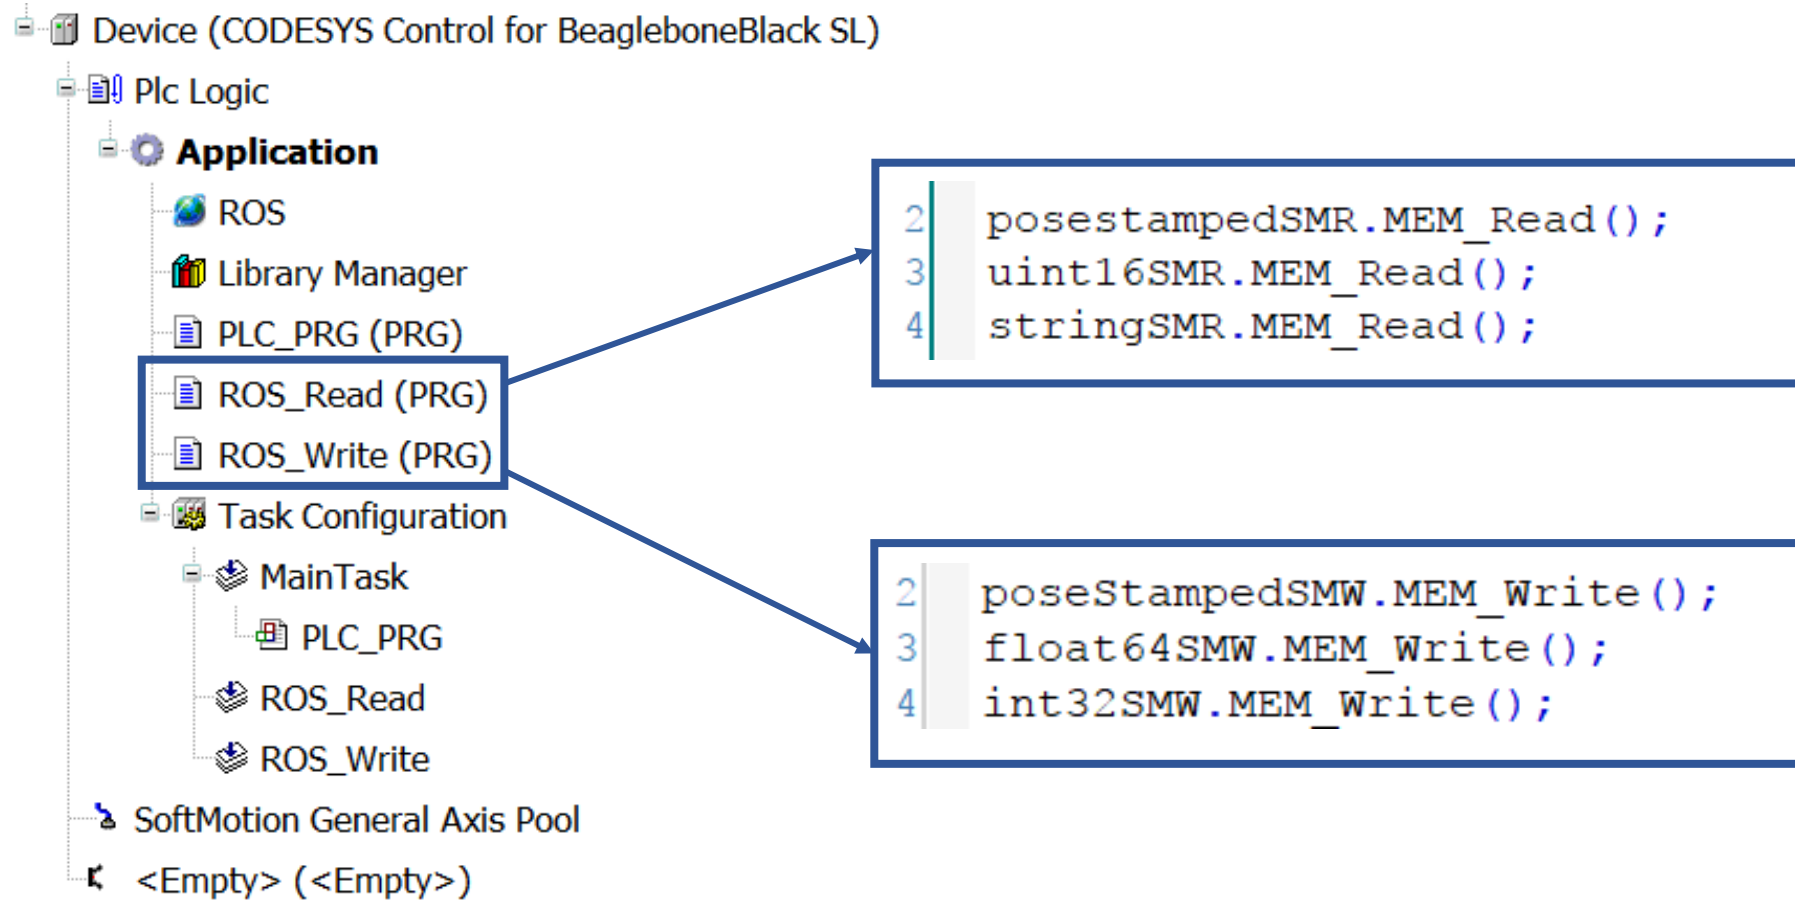 Device (CODESYS Control for BeagleboneBlack SL)
Plc Logic
Application
ROS
Library Manager
PLC_PRG (PRG)
ROS_Read (PRG)
ROS_Write (PRG)
Task Configuration
MainTask
PLC_PRG
ROS_Read
ROS_Write
SoftMotion General Axis Pool
<Empty> (<Empty>)
2 posestampedSMR.MEM_Read();
3 uint16SMR.MEM_Read();
4 stringSMR.MEM_Read();
2 poseStampedSMW.MEM_Write();
3 float64SMW.MEM_Write();
4 int32SMW.MEM_Write();